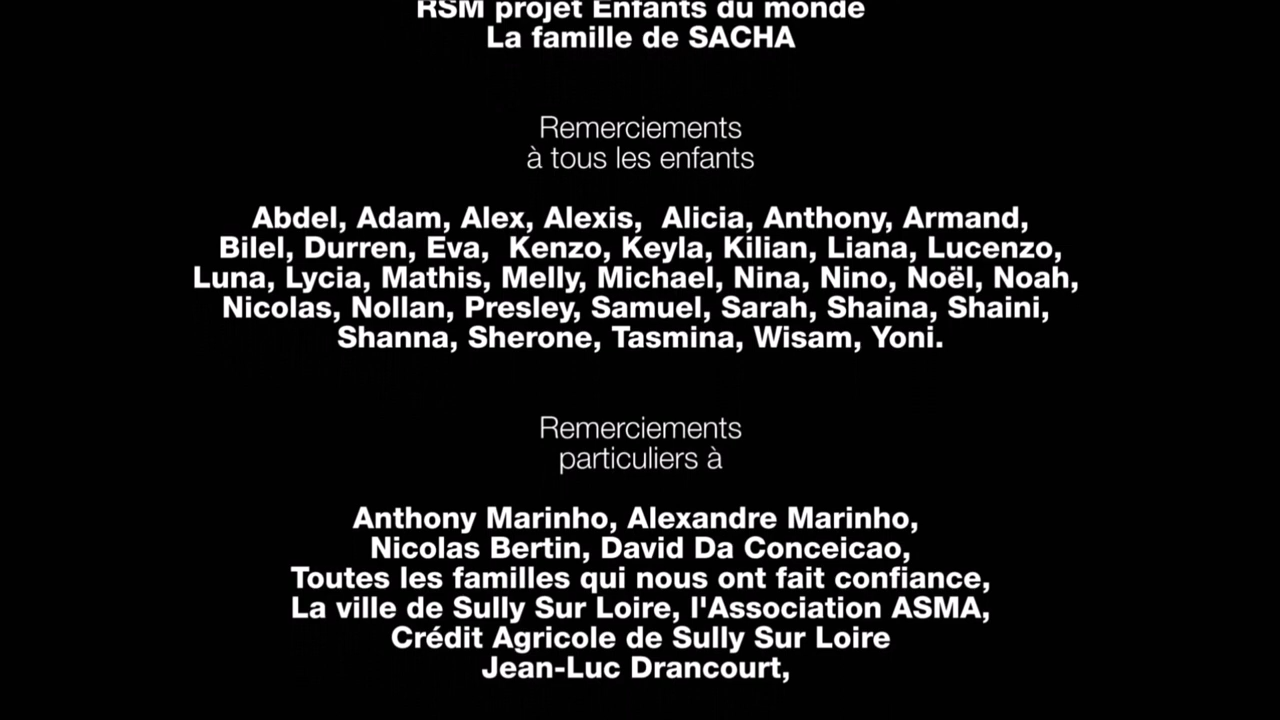 RSM projet Enfants du monde
La famille de SACHA
Remerciements
à tous les enfants
Abdel, Adam, Alex, Alexis, Alicia, Anthony, Armand,
Bilel, Durren, Eva, Kenzo, Keyla, Kilian, Liana, Lucenzo,
Luna, Lycia, Mathis, Melly, Michael, Nina, Nino, Noël, Noah,
Nicolas, Nollan, Presley, Samuel, Sarah, Shaina, Shaini,
Shanna, Sherone, Tasmina, Wisam, Yoni.
Remerciements
particuliers à
Anthony Marinho, Alexandre Marinho,
Nicolas Bertin, David Da Conceicao,
Toutes les familles qui nous ont fait confiance,
La ville de Sully Sur Loire, l'Association ASMA,
Crédit Agricole de Sully Sur Loire
Jean-Luc Drancourt,